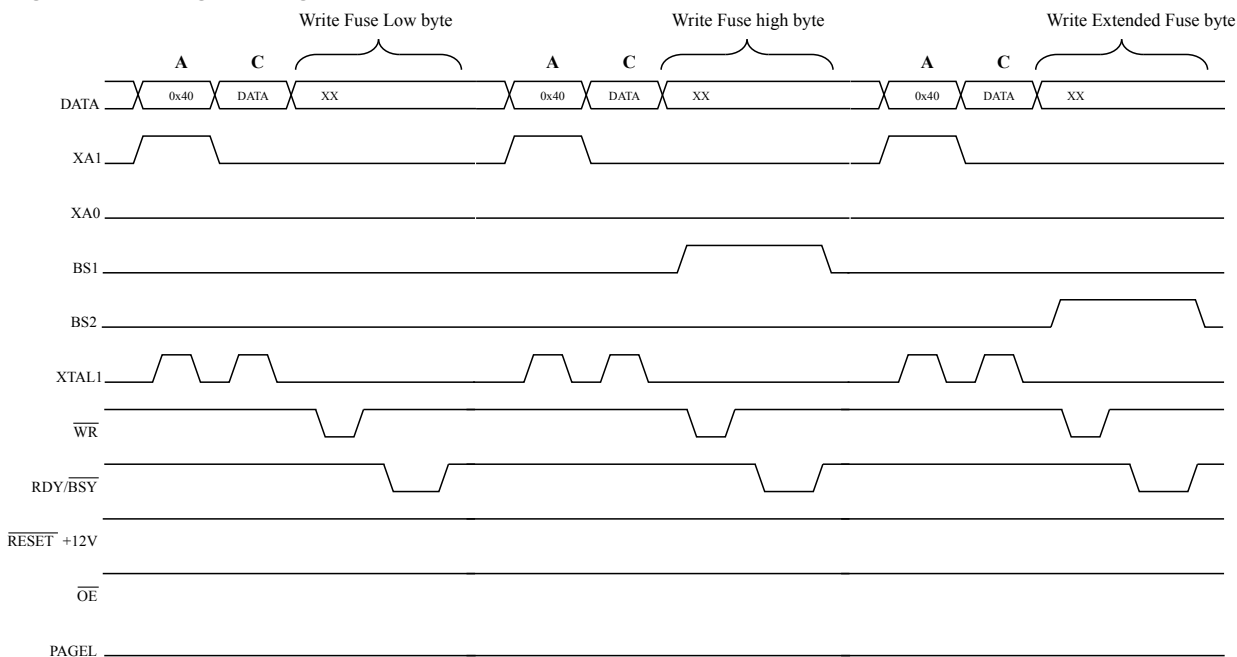 Write Fuse Low byte Write Fuse high byte Write Extended Fuse byte
A C A C A C
DATA 0x40 DATA XX 0x40 DATA XX 0x40 DATA XX
XA1
XA0
BS1
BS2
XTAL1
WR
RDY/BSY
RESET +12V
OE
PAGEL